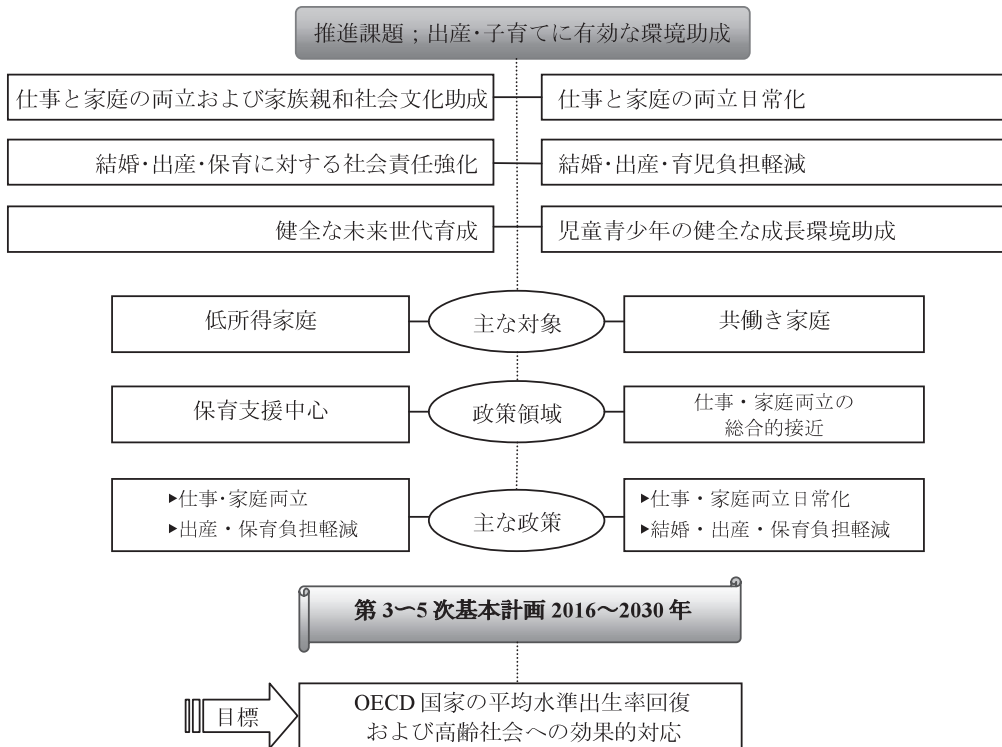 推進課題；出産・子育てに有効な環境助成
仕事と家庭の両立および家族親和社会文化助成
仕事と家庭の両立日常化
結婚・出産・保育に対する社会責任強化
結婚・出産・育児負担軽減
健全な未来世代育成
児童青少年の健全な成長環境助成
低所得家庭
主な対象
共働き家庭
保育支援中心
政策領域
仕事・家庭両立の
総合的接近
▶仕事・家庭両立
▶出産・保育負担軽減
主な政策
▶仕事・家庭両立日常化
▶結婚・出産・保育負担軽減
第 3〜5 次基本計画 2016〜2030 年
目標
OECD 国家の平均水準出生率回復
および高齢社会への効果的対応